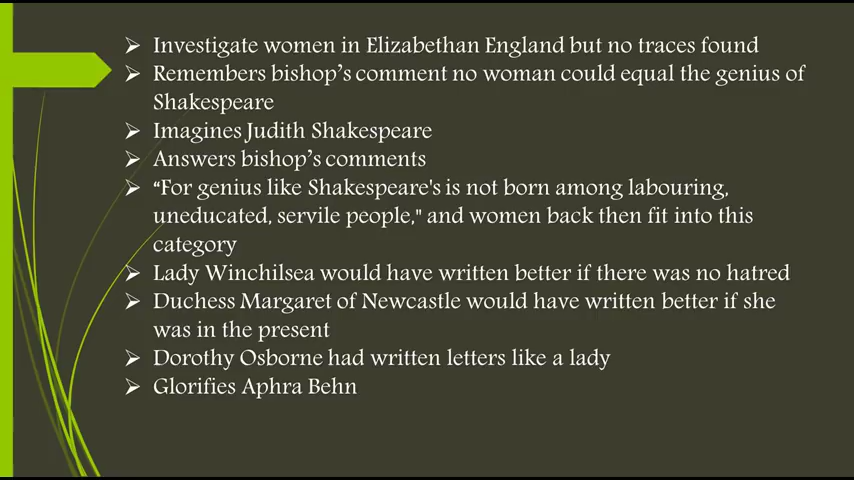 ➢ Investigate women in Elizabethan England but no traces found
➢ Remembers bishop's comment no woman could equal the genius of
Shakespeare
➢ Imagines Judith Shakespeare
➢ Answers bishop's comments
➢ “For genius like Shakespeare's is not born among labouring,
uneducated, servile people," and women back then fit into this
category
➢ Lady Winchilsea would have written better if there was no hatred
➢ Duchess Margaret of Newcastle would have written better if she
was in the present
➢ Dorothy Osborne had written letters like a lady
➢ Glorifies Aphra Behn